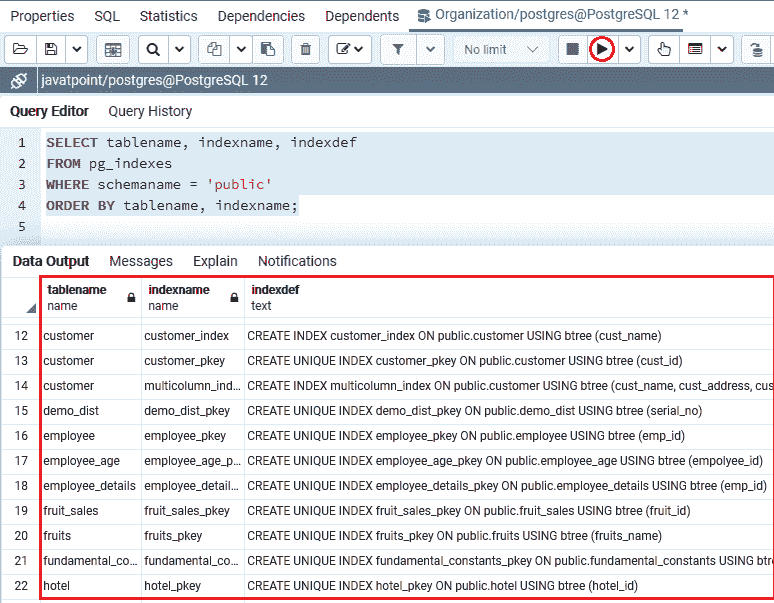 Properties SQL Statistics Dependencies Dependents Organization/postgres@PostgreSQL 12 *
No limit
javatpoint/postgres@PostgreSQL 12
Query Editor Query History
1 SELECT tablename, indexname, indexdef
2 FROM pg_indexes
3 WHERE schemaname = 'public'
4 ORDER BY tablename, indexname;
5
Data Output Messages Explain Notifications
tablename indexname indexdef
name name text
12 customer customer_index CREATE INDEX customer_index ON public.customer USING btree (cust_name)
13 customer customer_pkey CREATE UNIQUE INDEX customer_pkey ON public.customer USING btree (cust_id)
14 customer multicolumn_ind... CREATE INDEX multicolumn_index ON public.customer USING btree (cust_name, cust_address, cus
15 demo_dist demo_dist_pkey CREATE UNIQUE INDEX demo_dist_pkey ON public.demo_dist USING btree (serial_no)
16 employee employee_pkey CREATE UNIQUE INDEX employee_pkey ON public.employee USING btree (emp_id)
17 employee_age employee_age_p... CREATE UNIQUE INDEX employee_age_pkey ON public.employee_age USING btree (empolyee_id)
18 employee_details employee_detail... CREATE UNIQUE INDEX employee_details_pkey ON public.employee_details USING btree (emp_id)
19 fruit_sales fruit_sales_pkey CREATE UNIQUE INDEX fruit_sales_pkey ON public.fruit_sales USING btree (fruit_id)
20 fruits fruits_pkey CREATE UNIQUE INDEX fruits_pkey ON public.fruits USING btree (fruits_name)
21 fundamental_co... fundamental_co... CREATE UNIQUE INDEX fundamental_constants_pkey ON public.fundamental_constants USING btre
22 hotel hotel_pkey CREATE UNIQUE INDEX hotel_pkey ON public.hotel USING btree (hotel_id)